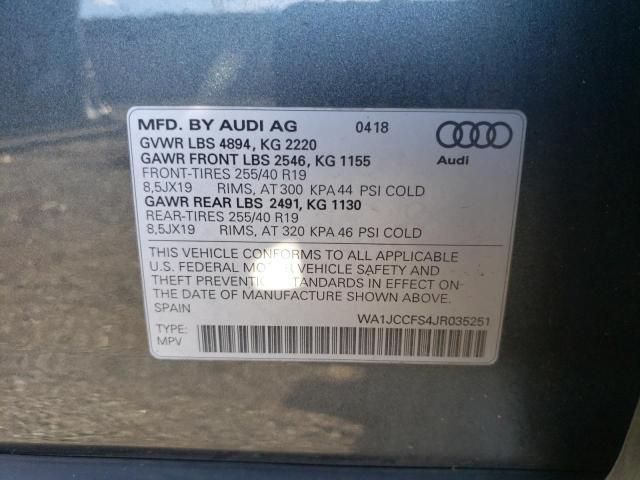 MFD. BY AUDI AG 0418
GVWR LBS 4894, KG 2220
GAWR FRONT LBS 2546, KG 1155
Audi
FRONT-TIRES 255/40 R19
8,5JX19 RIMS, AT 300 KPA 44 PSI COLD
GAWR REAR LBS 2491, KG 1130
REAR-TIRES 255/40 R19
8,5JX19 RIMS, AT 320 KPA 46 PSI COLD
THIS VEHICLE CONFORMS TO ALL APPLICABLE
U.S. FEDERAL MOTOR VEHICLE SAFETY AND
THEFT PREVENTION STANDARDS IN EFFECT ON
THE DATE OF MANUFACTURE SHOWN ABOVE.
SPAIN
WA1JCCFS4JR035251
TYPE:
MPV